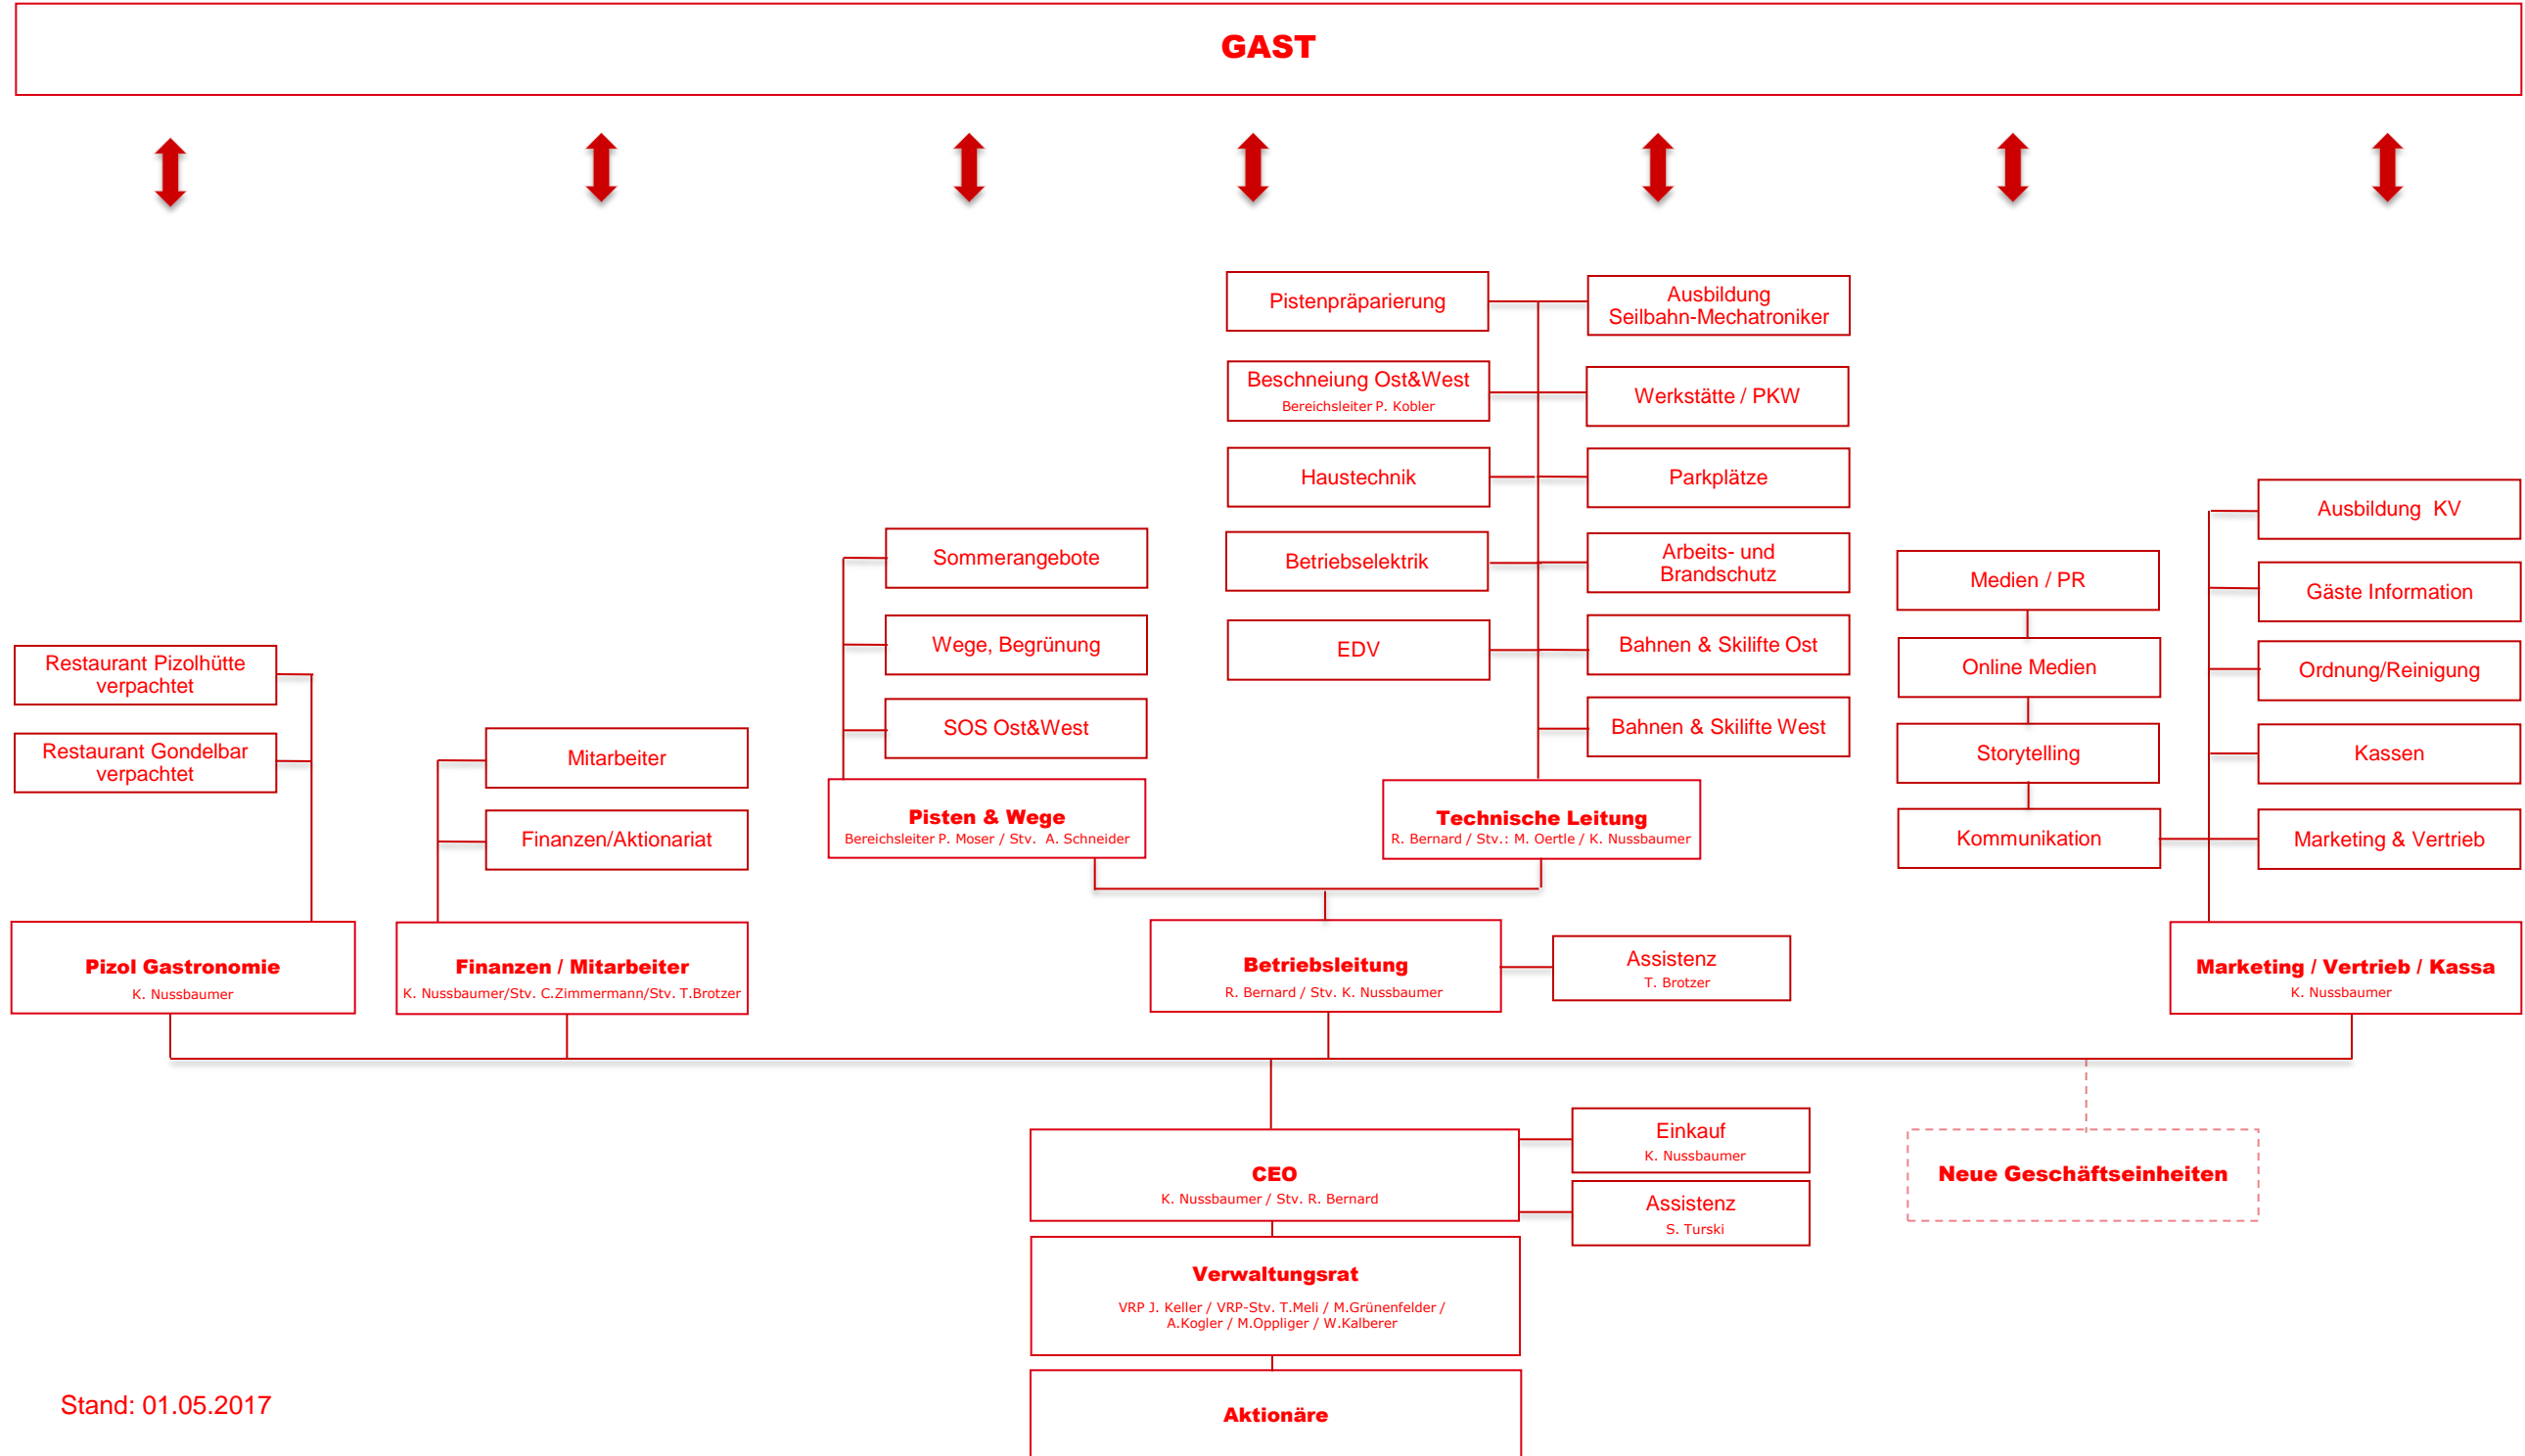 GAST
Pistenpräparierung
Ausbildung
Seilbahn-Mechatroniker
Beschneiung Ost&West
Bereichsleiter P. Kobler
Werkstätte / PKW
Haustechnik
Parkplätze
Ausbildung  KV
Sommerangebote
Betriebselektrik
Arbeits- und
Brandschutz
Medien / PR
Gäste Information
Restaurant Pizolhütte
verpachtet
Wege, Begrünung
EDV
Bahnen & Skilifte Ost
Online Medien
Ordnung/Reinigung
Restaurant Gondelbar
verpachtet
Mitarbeiter
SOS Ost&West
Bahnen & Skilifte West
Storytelling
Kassen
Finanzen/Aktionariat
Pisten & Wege
Bereichsleiter P. Moser / Stv.  A. Schneider
Technische Leitung
R. Bernard / Stv.: M. Oertle / K. Nussbaumer
Kommunikation
Marketing & Vertrieb
Pizol Gastronomie
K. Nussbaumer
Finanzen / Mitarbeiter
K. Nussbaumer/Stv. C.Zimmermann/Stv. T.Brotzer
Betriebsleitung
R. Bernard / Stv. K. Nussbaumer
Assistenz
T. Brotzer
Marketing / Vertrieb / Kassa
K. Nussbaumer
CEO
K. Nussbaumer / Stv. R. Bernard
Einkauf
K. Nussbaumer
Assistenz
S. Turski
Neue Geschäftseinheiten
Verwaltungsrat
VRP J. Keller / VRP-Stv. T.Meli / M.Grünenfelder /
A.Kogler / M.Oppliger / W.Kalberer
Stand: 01.05.2017
Aktionäre